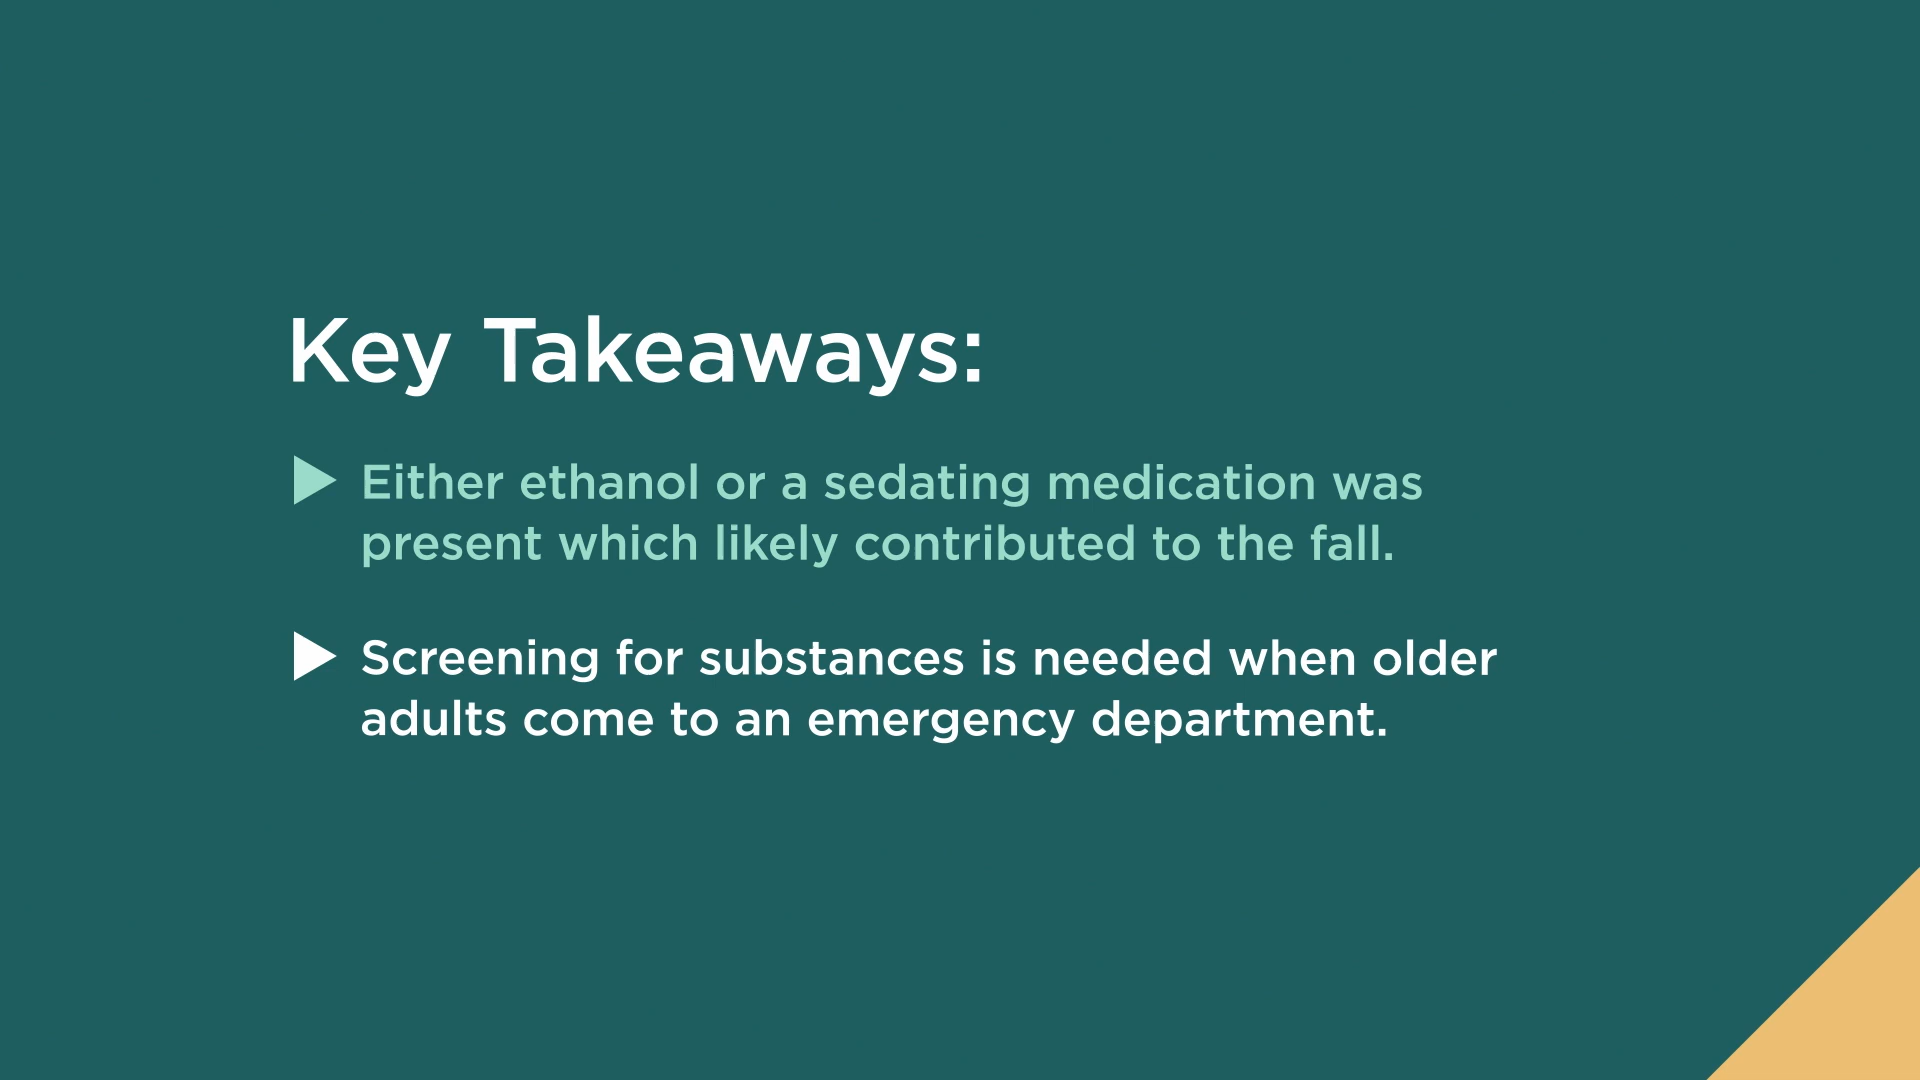 Key Takeaways:
Either ethanol or a sedating medication was
present which likely contributed to the fall.
Screening for substances is needed when older
adults come to an emergency department.